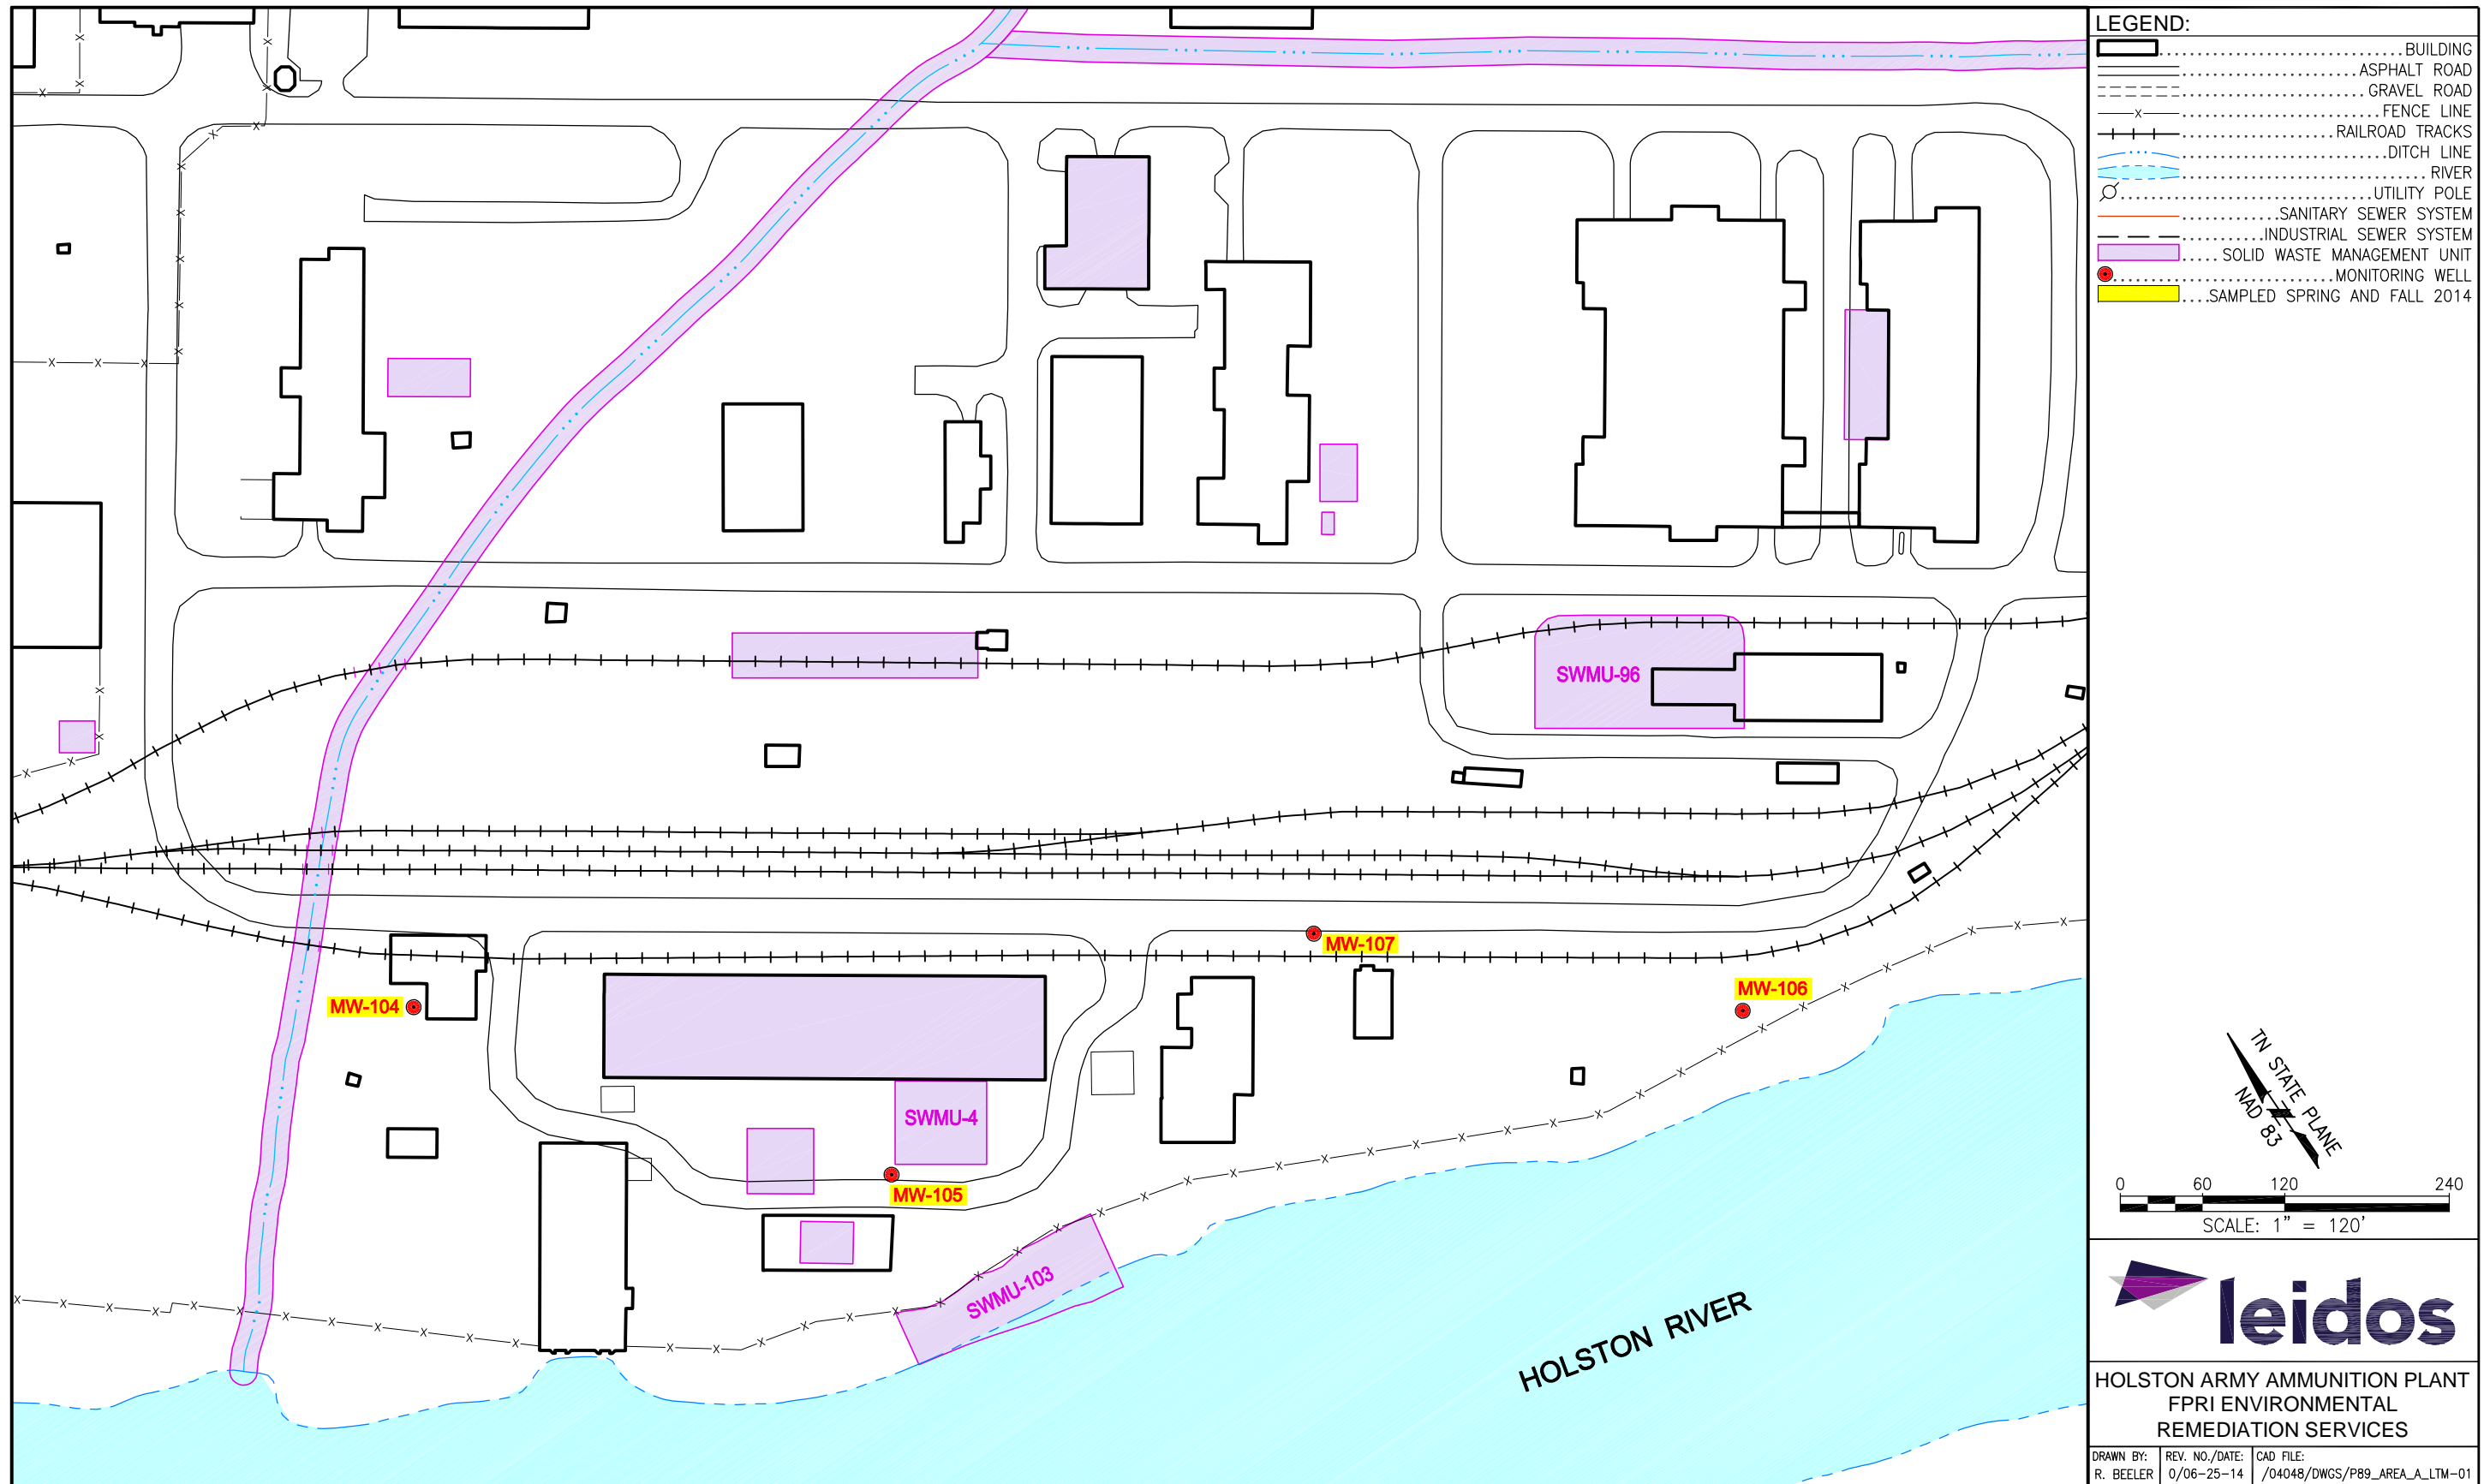 SWMU-96
MW-107
MW-104
MW-106
SWMU-4
MW-105
SWMU-103
HOLSTON RIVER
LEGEND:
BUILDING
ASPHALT ROAD
GRAVEL ROAD
FENCE LINE
RAILROAD TRACKS
DITCH LINE
RIVER
UTILITY POLE
SANITARY SEWER SYSTEM
INDUSTRIAL SEWER SYSTEM
SOLID WASTE MANAGEMENT UNIT
MONITORING WELL
SAMPLED SPRING AND FALL 2014
TN STATE PLANE
NAD 83
0 60 120 240
SCALE: 1" = 120'
leidos
HOLSTON ARMY AMMUNITION PLANT
FPRI ENVIRONMENTAL
REMEDIATION SERVICES
DRAWN BY: REV. NO./DATE: CAD FILE:
R. BEELER 0/06-25-14 /04048/DWGS/P89_AREA_A_LTM-01